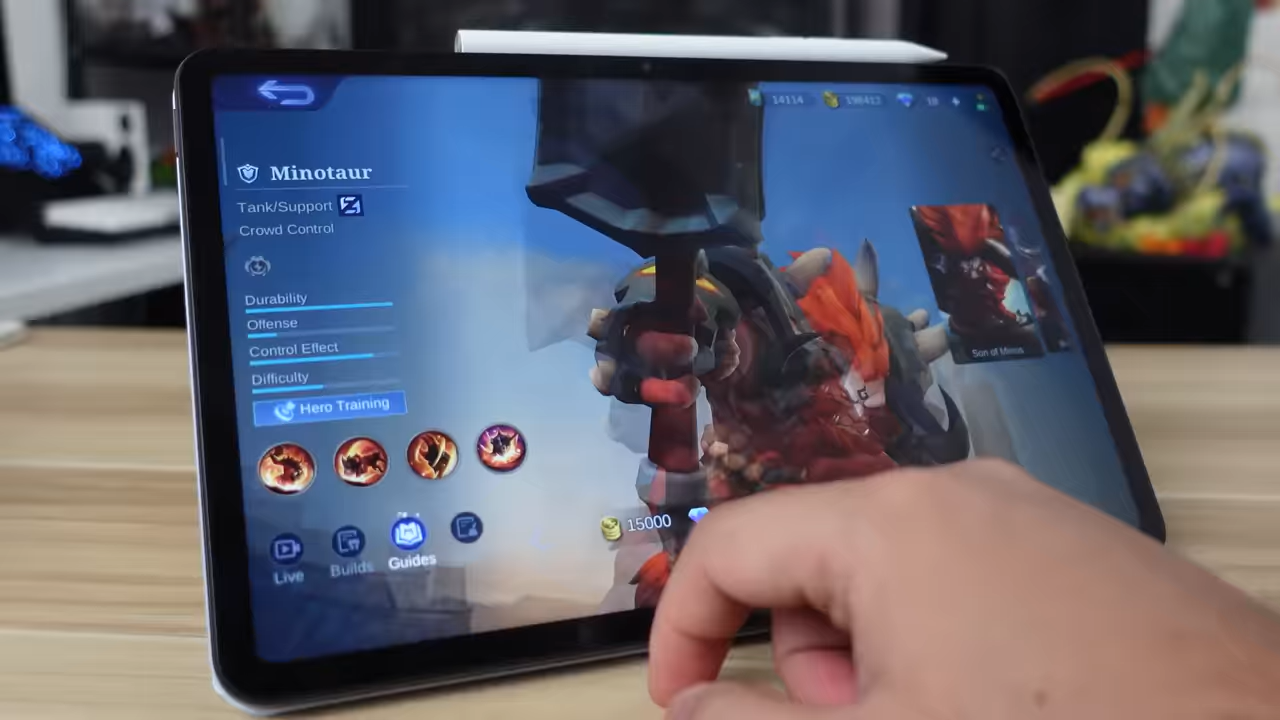 14114 198412 18
Minotaur
Tank/Support
Crowd Control
Durability
Offense
Control Effect
Difficulty
Hero Training
Son of Minos
15000
Live
Builds
Guides